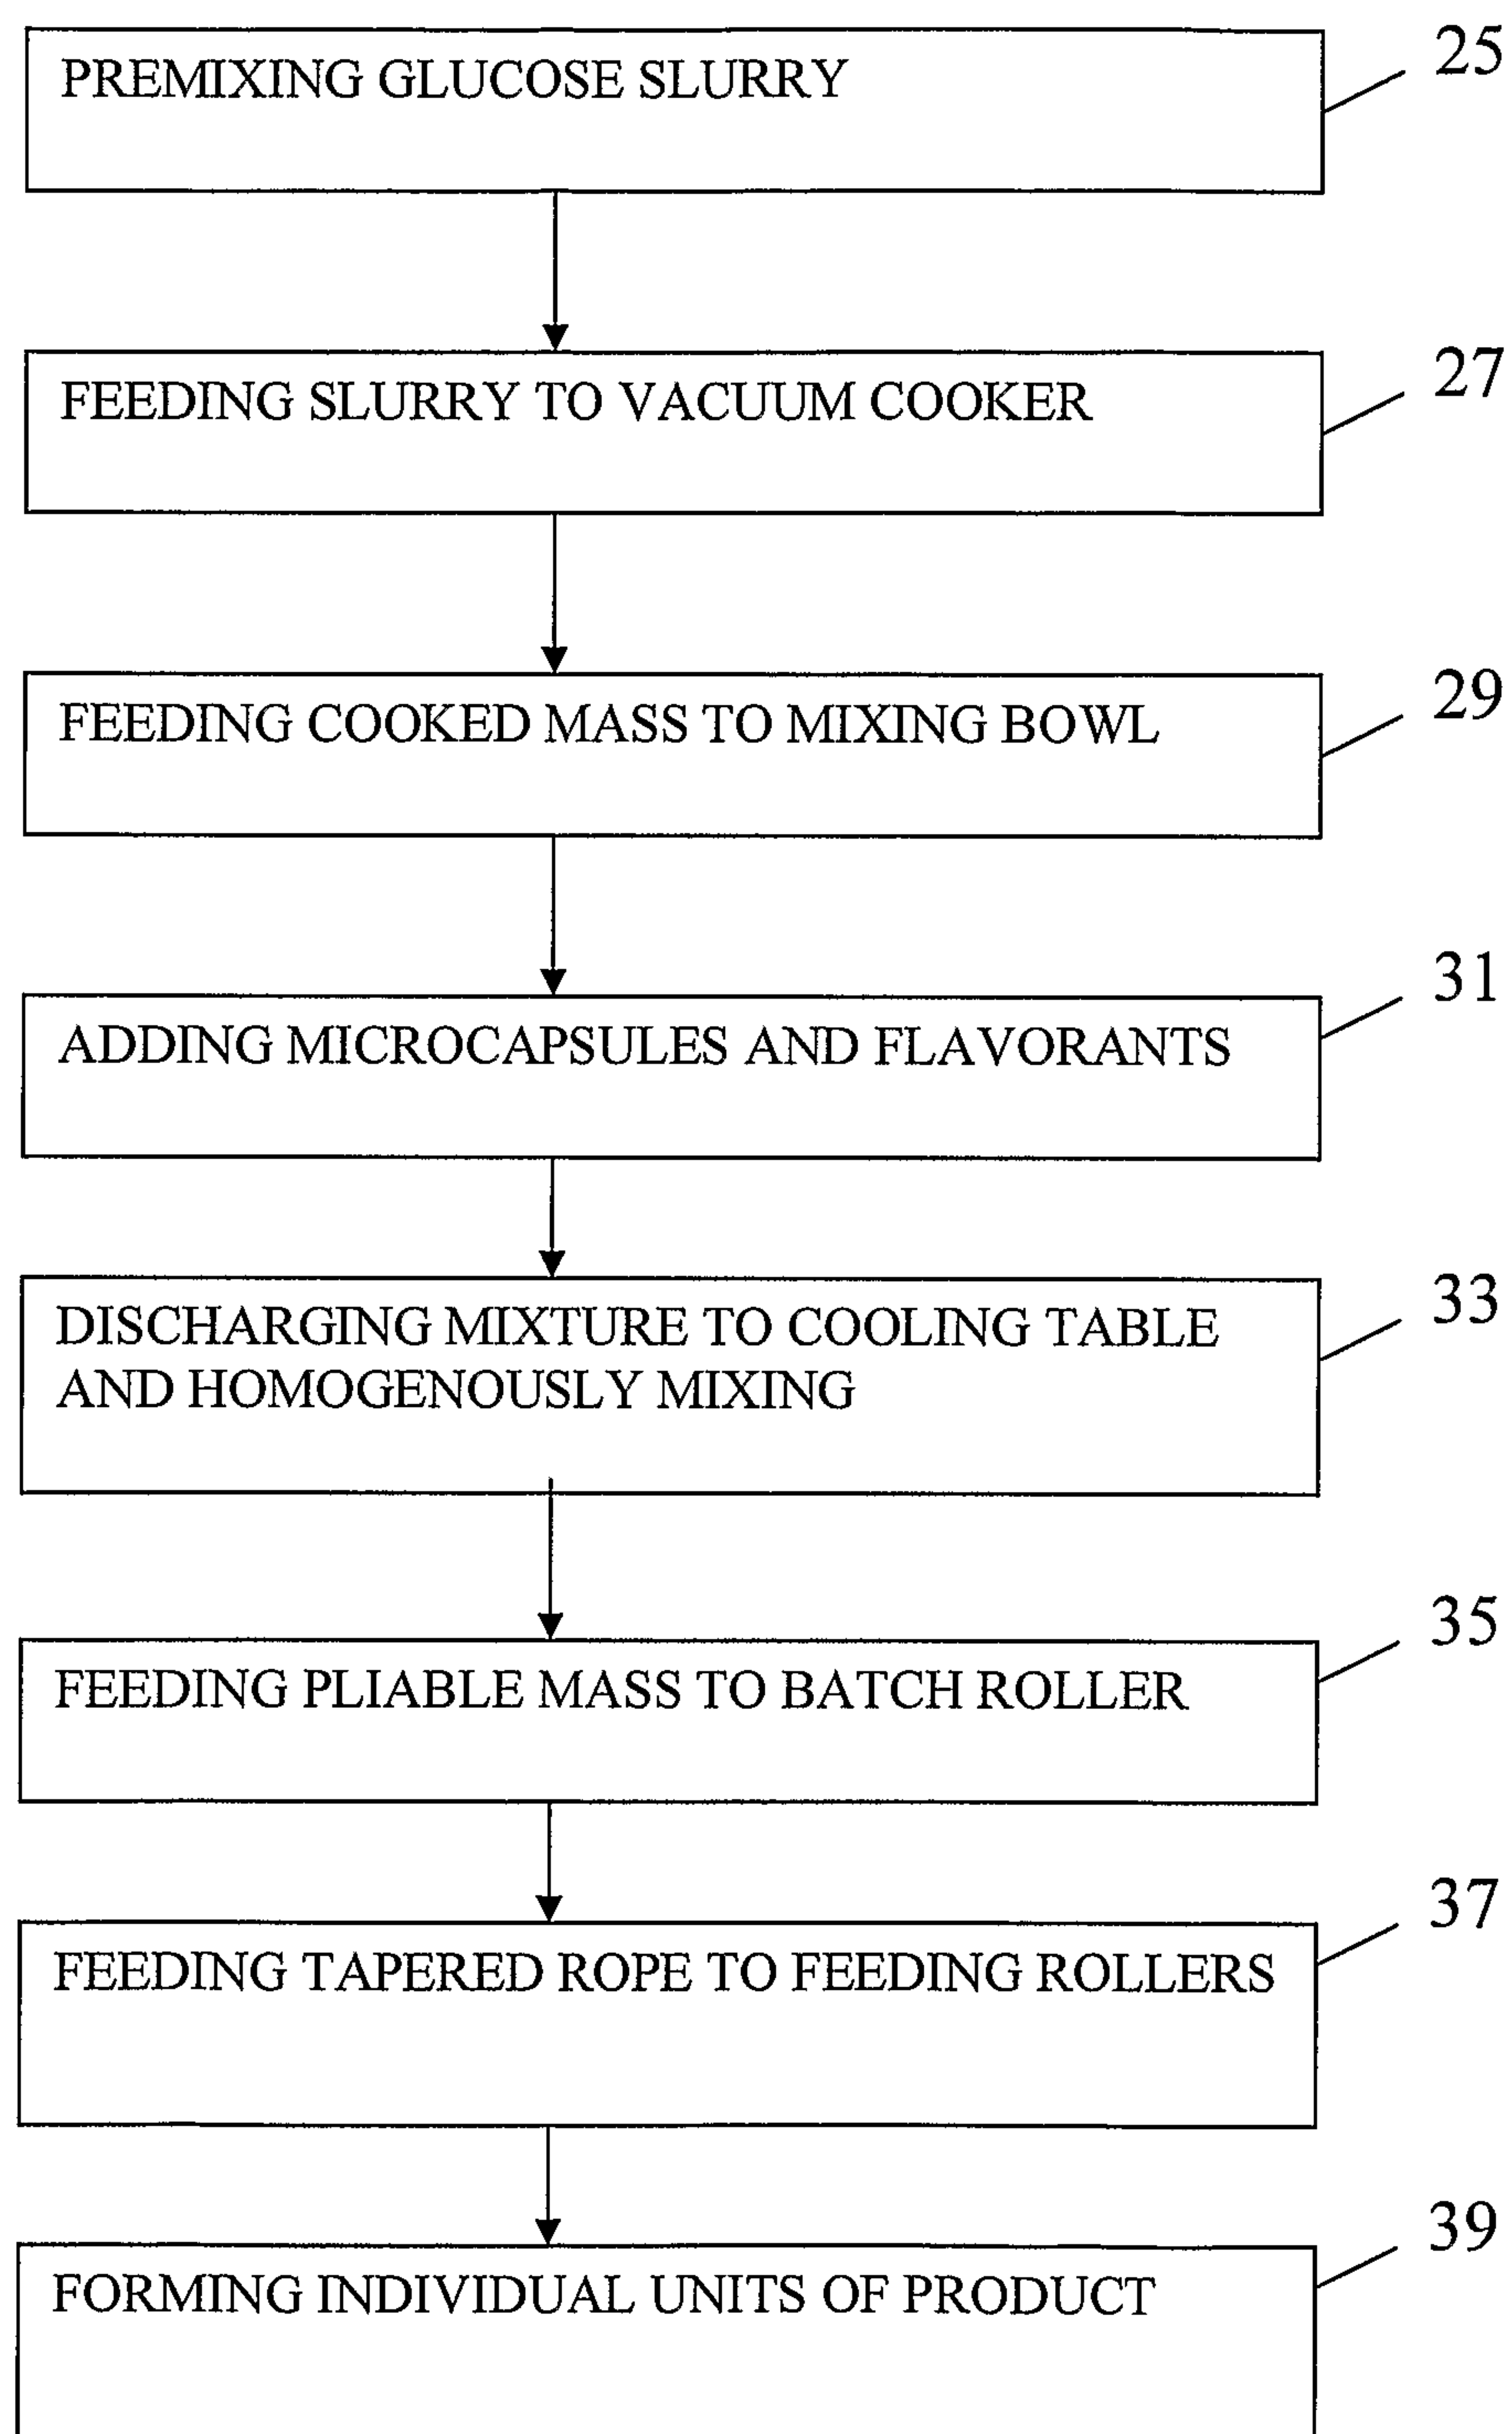 PREMIXING GLUCOSE SLURRY
25
FEEDING SLURRY TO VACUUM COOKER
27
FEEDING COOKED MASS TO MIXING BOWL
29
ADDING MICROCAPSULES AND FLAVORANTS
31
DISCHARGING MIXTURE TO COOLING TABLE
AND HOMOGENOUSLY MIXING
33
FEEDING PLIABLE MASS TO BATCH ROLLER
35
FEEDING TAPERED ROPE TO FEEDING ROLLERS
37
FORMING INDIVIDUAL UNITS OF PRODUCT
39